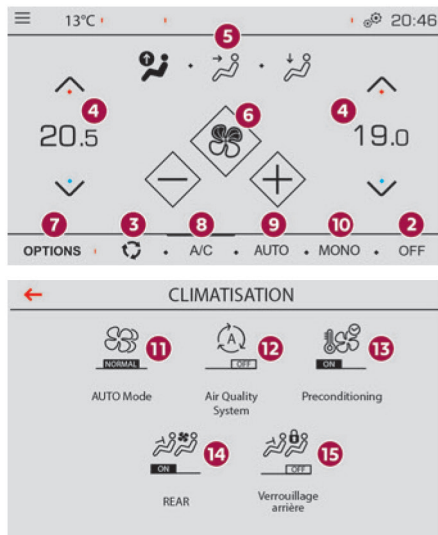 13°C 20:46
5
4 6 4
20.5 19.0
7 3 8 9 10 2
OPTIONS A/C AUTO MONO OFF
CLIMATISATION
11 12 13
NORMAL OFF ON
A
AUTO Mode Air Quality System Preconditioning
14 15
ON OFF
REAR Verrouillage arrière